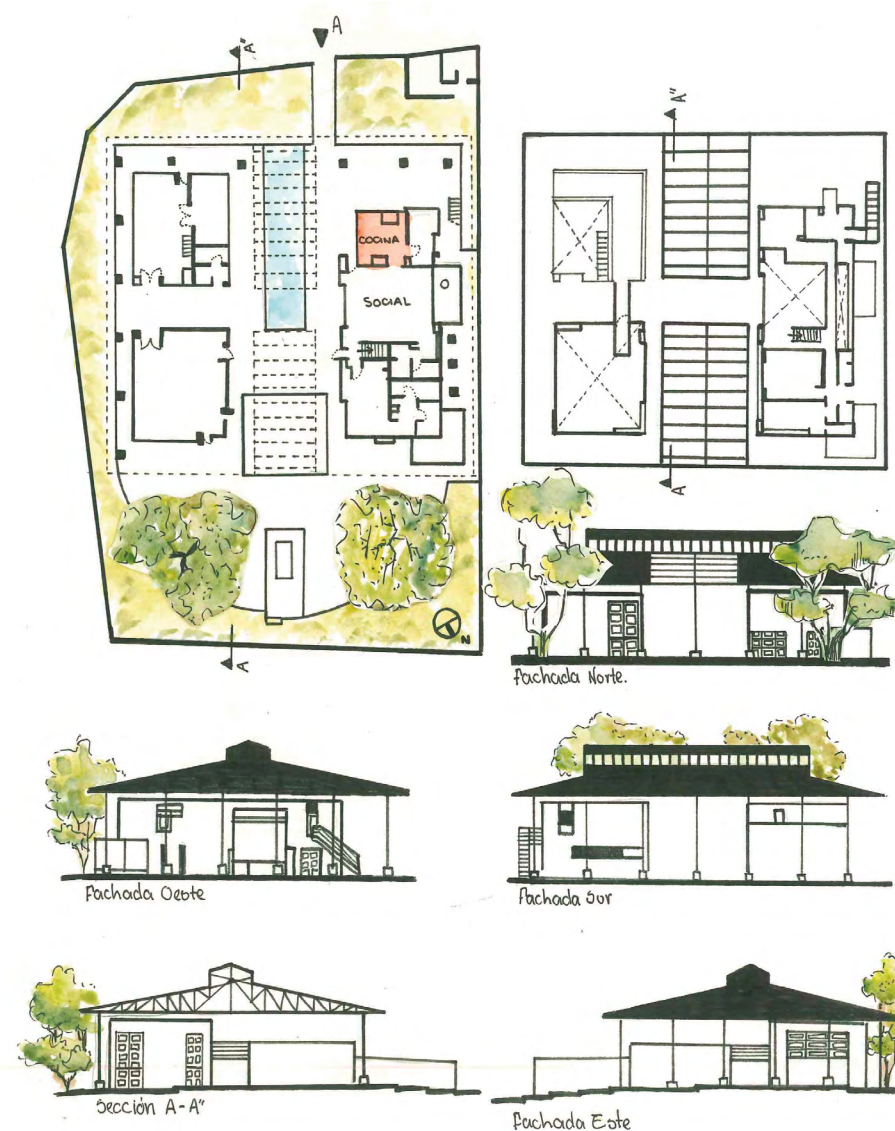 A
A"
A"
COCINA
SOCIAL
A
N
A
Fachada Norte.
Fachada Oeste
Fachada Sur
Sección A-A"
Fachada Este